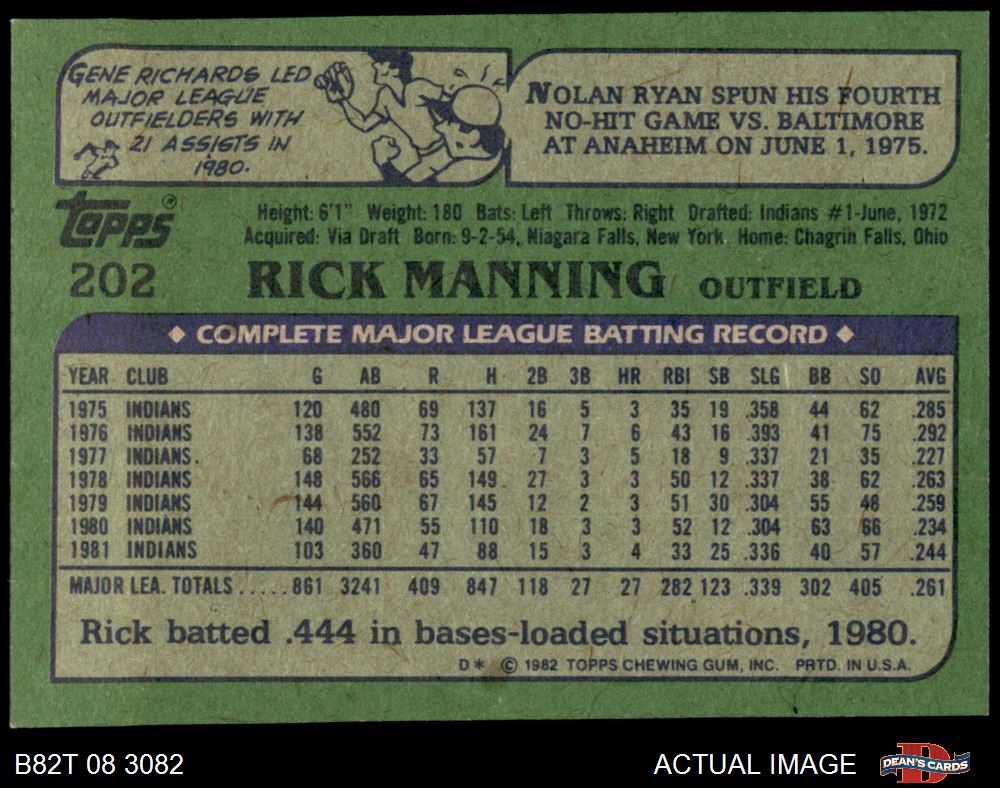 GENE RICHARDS LED
MAJOR LEAGUE
OUTFIELDERS WITH
21 ASSISTS IN
1980.
NOLAN RYAN SPUN HIS FOURTH
NO-HIT GAME VS. BALTIMORE
AT ANAHEIM ON JUNE 1, 1975.
Topps®
Height: 6'1" Weight: 180 Bats: Left Throws: Right Drafted: Indians #1-June, 1972
Acquired: Via Draft Born: 9-2-54, Niagara Falls, New York Home: Chagrin Falls, Ohio
202 RICK MANNING OUTFIELD
◆ COMPLETE MAJOR LEAGUE BATTING RECORD ◆
YEAR CLUB G AB R H 2B 3B HR RBI SB SLG BB SO AVG
1975 INDIANS 120 480 69 137 16 5 3 35 19 .358 44 62 .285
1976 INDIANS 138 552 73 161 24 7 6 43 16 .393 41 75 .292
1977 INDIANS 68 252 33 57 7 3 5 18 9 .337 21 35 .227
1978 INDIANS 148 566 65 149 27 3 3 50 12 .337 38 62 .263
1979 INDIANS 144 560 67 145 12 2 3 51 30 .304 55 48 .259
1980 INDIANS 140 471 55 110 18 3 3 52 12 .304 63 66 .234
1981 INDIANS 103 360 47 88 15 3 4 33 25 .336 40 57 .244
MAJOR LEA. TOTALS.....861 3241 409 847 118 27 27 282 123 .339 302 405 .261
Rick batted .444 in bases-loaded situations, 1980.
D* © 1982 TOPPS CHEWING GUM, INC. PRTD. IN U.S.A.
B82T 08 3082 ACTUAL IMAGE D DEAN'S CARDS